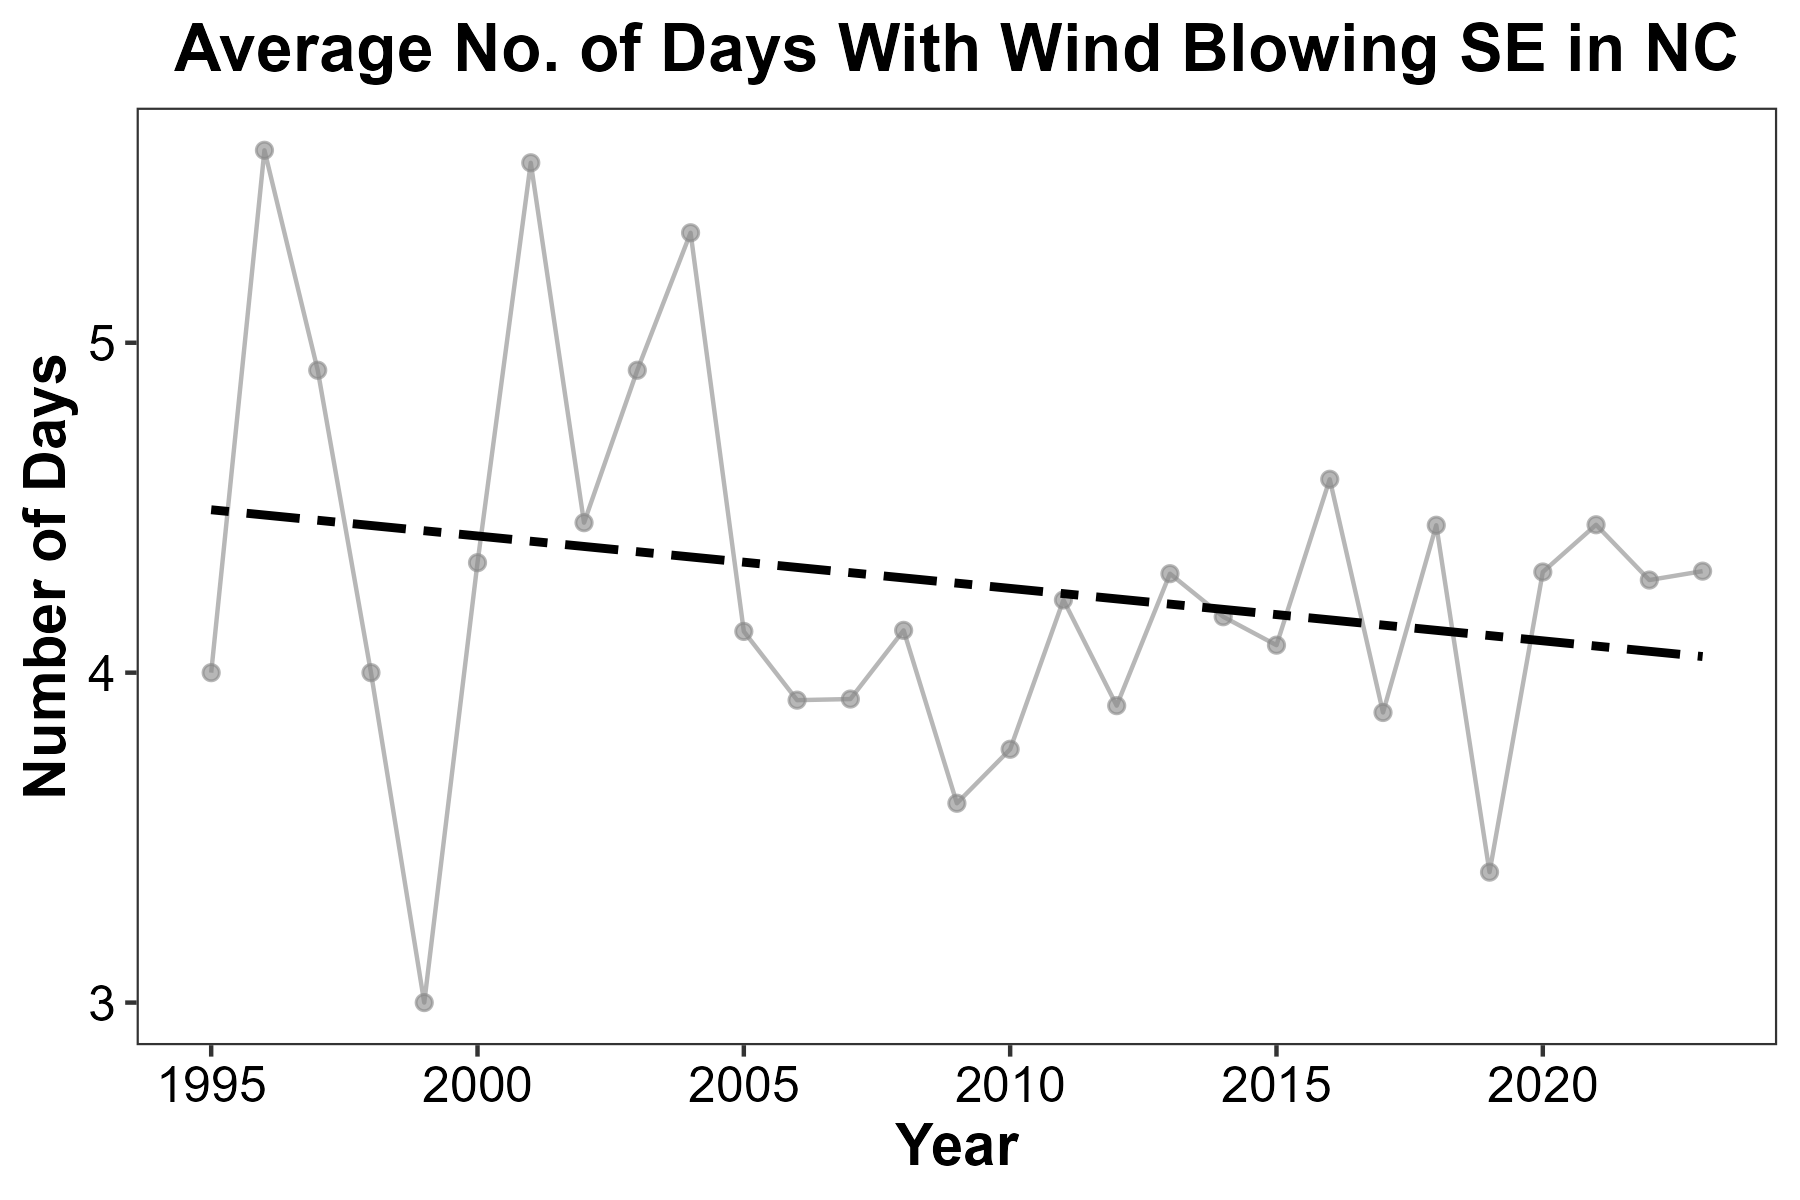 Average No. of Days With Wind Blowing SE in NC
Number of Days
5
4
3
1995 2000 2005 2010 2015 2020
Year